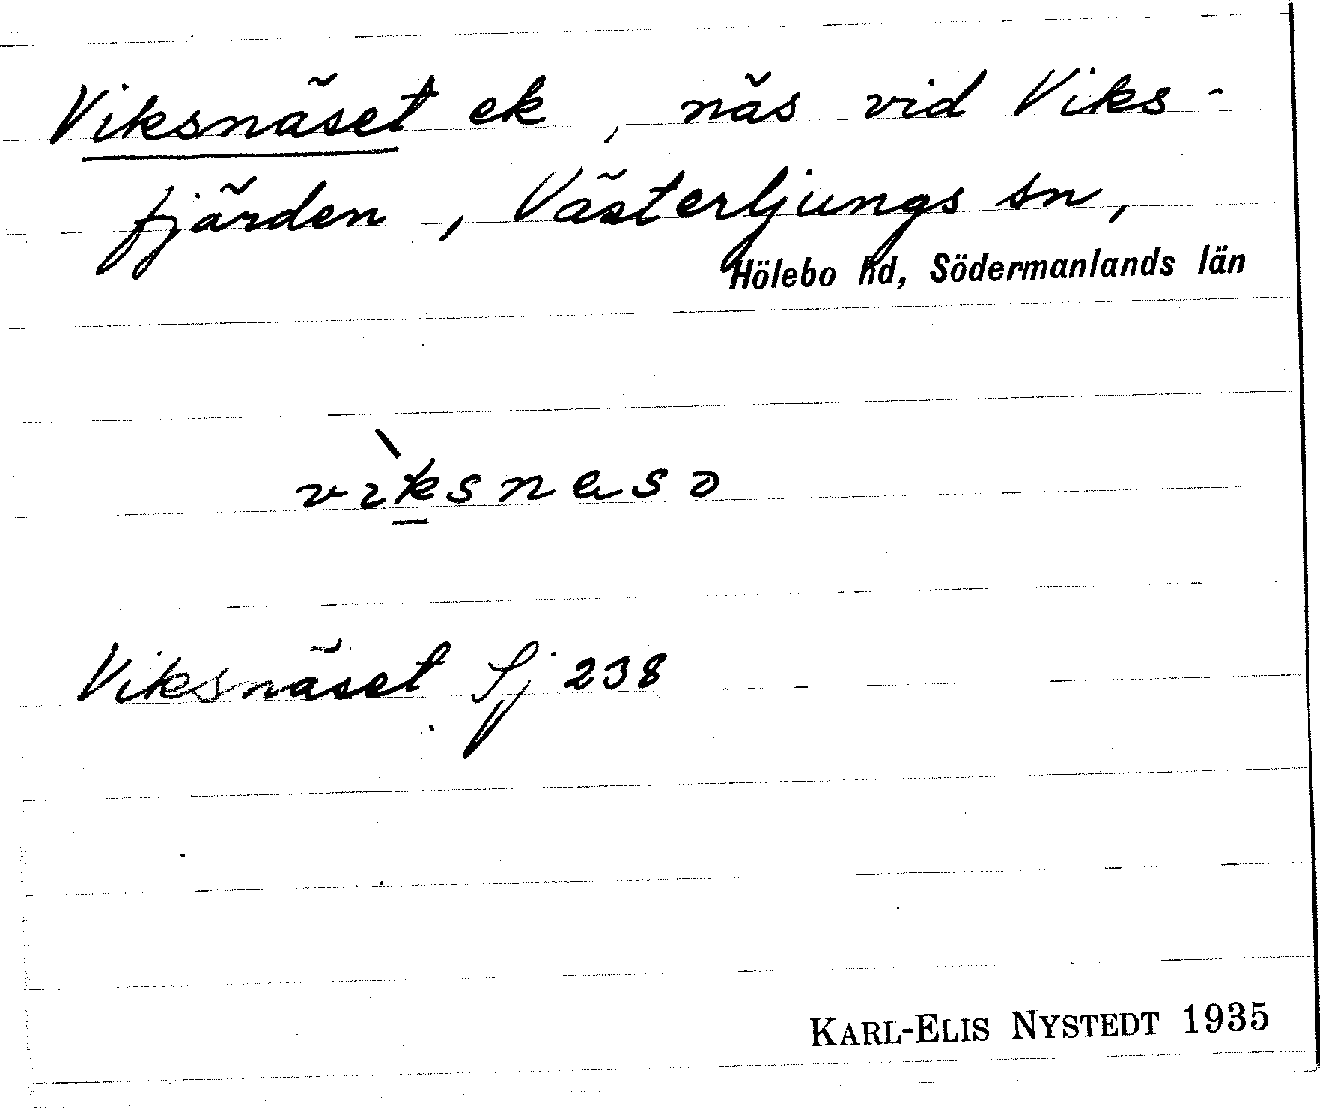 Viksnäset ek, näs vid Viks-
fjärden, Västerljungs sn,
Hölebo hd, Södermanlands län
vìksnesə
Viksnäset Sj 238
KARL-ELIS NYSTEDT 1935